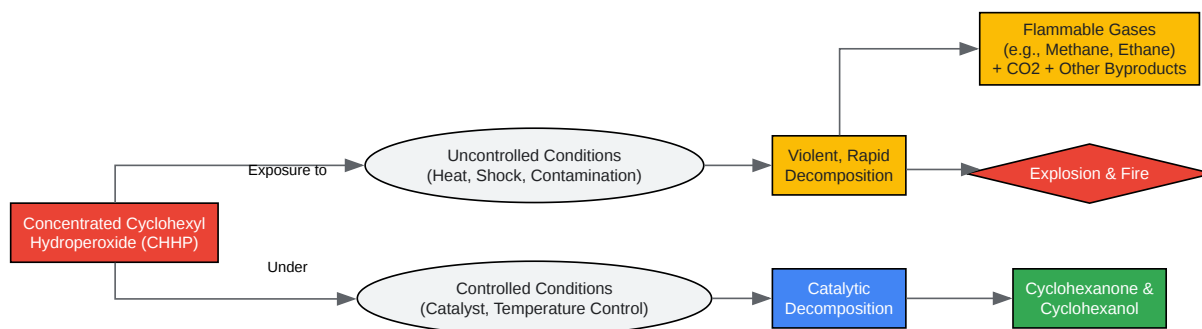 Flammable Gases
(e.g., Methane, Ethane)
+ CO2 + Other Byproducts
Uncontrolled Conditions
(Heat, Shock, Contamination)
Violent, Rapid
Decomposition
Explosion & Fire
Exposure to
Concentrated Cyclohexyl
Hydroperoxide (CHHP)
Under
Controlled Conditions
(Catalyst, Temperature Control)
Catalytic
Decomposition
Cyclohexanone &
Cyclohexanol